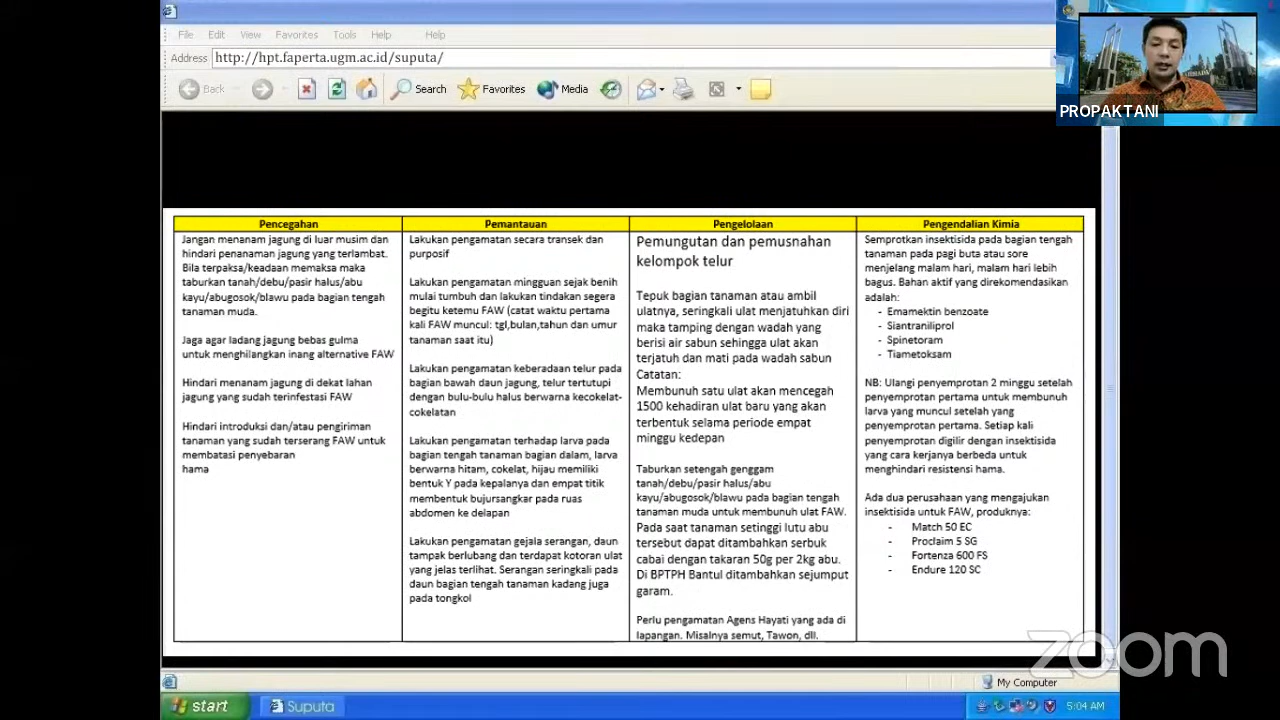 File Edit View Favorites Tools Help Help
Address http://hpt.faperta.ugm.ac.id/suputa/
Back Search Favorites Media
PROPAKTANI
Pencegahan
Jangan menanam jagung di luar musim dan
hindari penanaman jagung yang terlambat.
Bila terpaksa/keadaan memaksa maka
taburkan tanah/debu/pasir halus/abu
kayu/abugosok/blawu pada bagian tengah
tanaman muda.
Jaga agar ladang jagung bebas gulma
untuk menghilangkan inang alternative FAW
Hindari menanam jagung di dekat lahan
jagung yang sudah terinfestasi FAW
Hindari introduksi dan/atau pengiriman
tanaman yang sudah terserang FAW untuk
membatasi penyebaran
hama
Pemantauan
Lakukan pengamatan secara transek dan
purposif
Lakukan pengamatan mingguan sejak benih
mulai tumbuh dan lakukan tindakan segera
begitu ketemu FAW (catat waktu pertama
kali FAW muncul: tgl,bulan,tahun dan umur
tanaman saat itu)
Lakukan pengamatan keberadaan telur pada
bagian bawah daun jagung, telur tertutupi
dengan bulu-bulu halus berwarna kecokelat-
cokelatan
Lakukan pengamatan terhadap larva pada
bagian tengah tanaman bagian dalam, larva
berwarna hitam, cokelat, hijau memiliki
bentuk Y pada kepalanya dan empat titik
membentuk bujursangkar pada ruas
abdomen ke delapan
Lakukan pengamatan gejala serangan, daun
tampak berlubang dan terdapat kotoran ulat
yang jelas terlihat. Serangan seringkali pada
daun bagian tengah tanaman kadang juga
pada tongkol
Pengelolaan
Pemungutan dan pemusnahan
kelompok telur
Tepuk bagian tanaman atau ambil
ulatnya, seringkali ulat menjatuhkan diri
maka tamping dengan wadah yang
berisi air sabun sehingga ulat akan
terjatuh dan mati pada wadah sabun
Catatan:
Membunuh satu ulat akan mencegah
1500 kehadiran ulat baru yang akan
terbentuk selama periode empat
minggu kedepan
Taburkan setengah genggam
tanah/debu/pasir halus/abu
kayu/abugosok/blawu pada bagian tengah
tanaman muda untuk membunuh ulat FAW.
Pada saat tanaman setinggi lutu abu
tersebut dapat ditambahkan serbuk
cabai dengan takaran 50g per 2kg abu.
Di BPTPH Bantul ditambahkan sejumput
garam.
Perlu pengamatan Agens Hayati yang ada di
lapangan. Misalnya semut, Tawon, dll.
Pengendalian Kimia
Semprotkan insektisida pada bagian tengah
tanaman pada pagi buta atau sore
menjelang malam hari, malam hari lebih
bagus. Bahan aktif yang direkomendasikan
adalah:
- Emamektin benzoate
- Siantraniliprol
- Spinetoram
- Tiametoksam
NB: Ulangi penyemprotan 2 minggu setelah
penyemprotan pertama untuk membunuh
larva yang muncul setelah yang
penyemprotan pertama. Setiap kali
penyemprotan digilir dengan insektisida
yang cara kerjanya berbeda untuk
menghindari resistensi hama.
Ada dua perusahaan yang mengajukan
insektisida untuk FAW, produknya:
- Match 50 EC
- Proclaim 5 SG
- Fortenza 600 FS
- Endure 120 SC
zoom
My Computer
start Suputa 5:04 AM